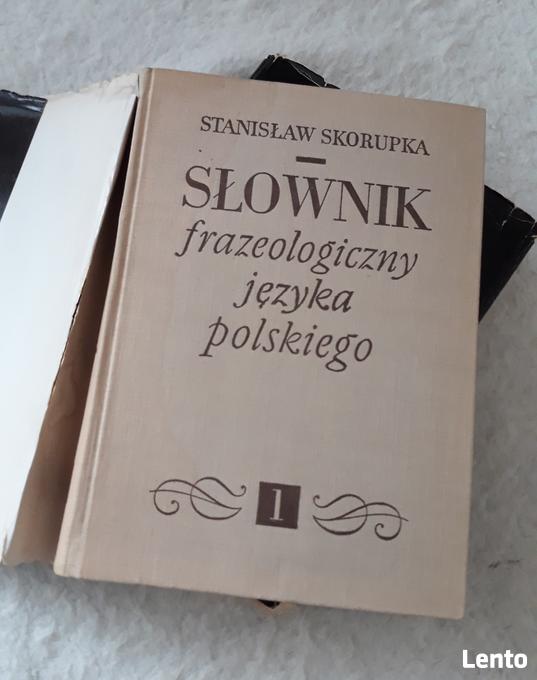 STANISŁAW SKORUPKA
SŁOWNIK
frazeologiczny
języka
polskiego
1
Lento